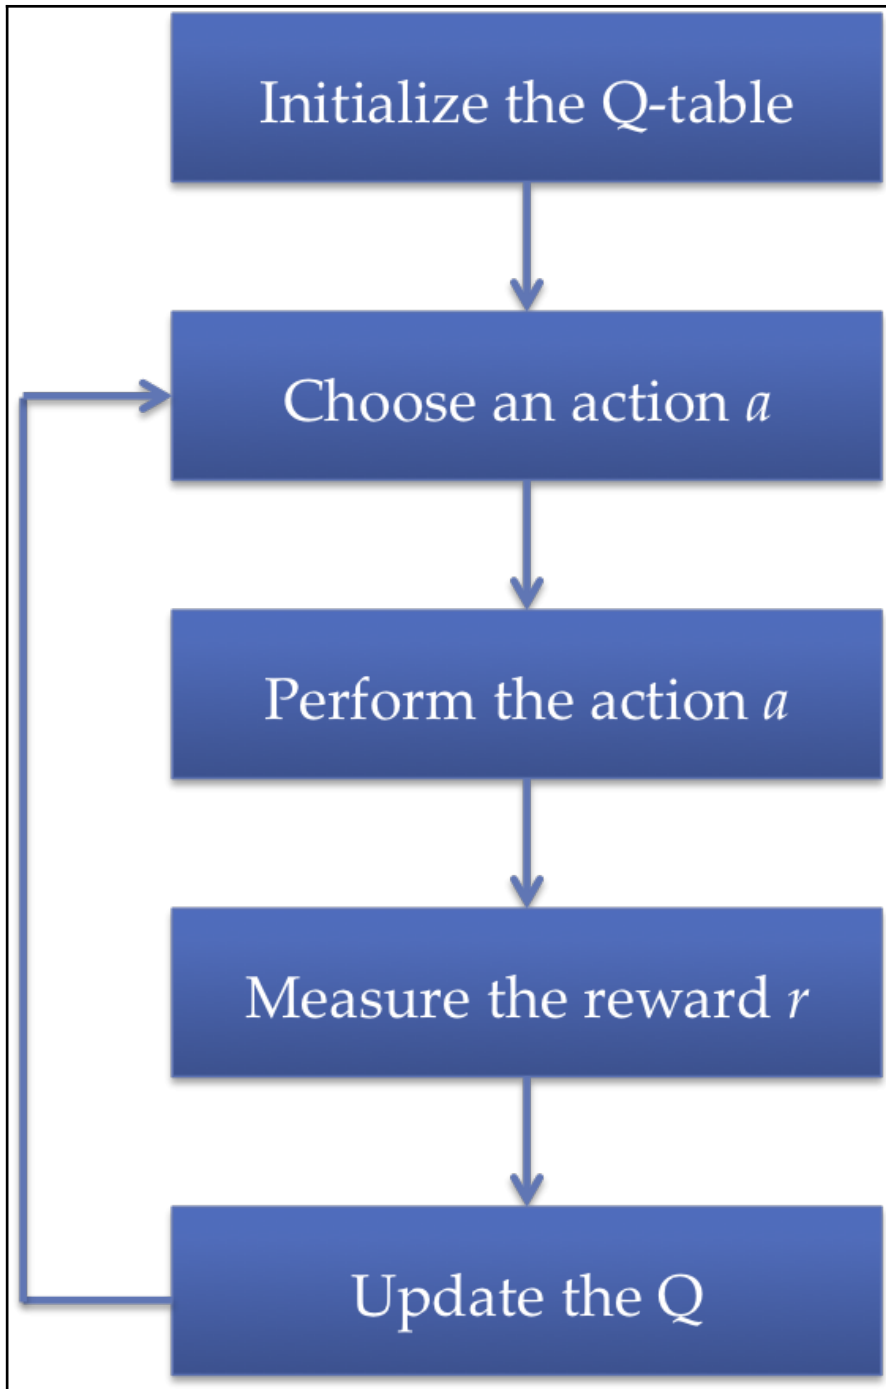 Initialize the Q-table
Choose an action a
Perform the action a
Measure the reward r
Update the Q